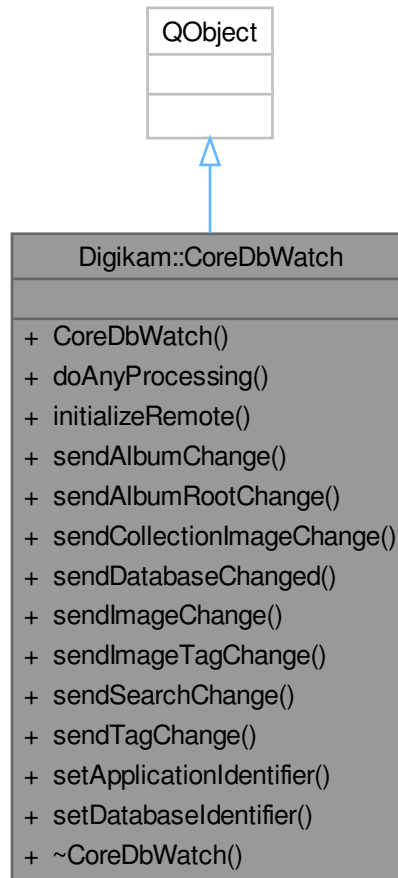 QObject
Digikam::CoreDbWatch
+ CoreDbWatch()
+ doAnyProcessing()
+ initializeRemote()
+ sendAlbumChange()
+ sendAlbumRootChange()
+ sendCollectionImageChange()
+ sendDatabaseChanged()
+ sendImageChange()
+ sendImageTagChange()
+ sendSearchChange()
+ sendTagChange()
+ setApplicationIdentifier()
+ setDatabaseIdentifier()
+ ~CoreDbWatch()